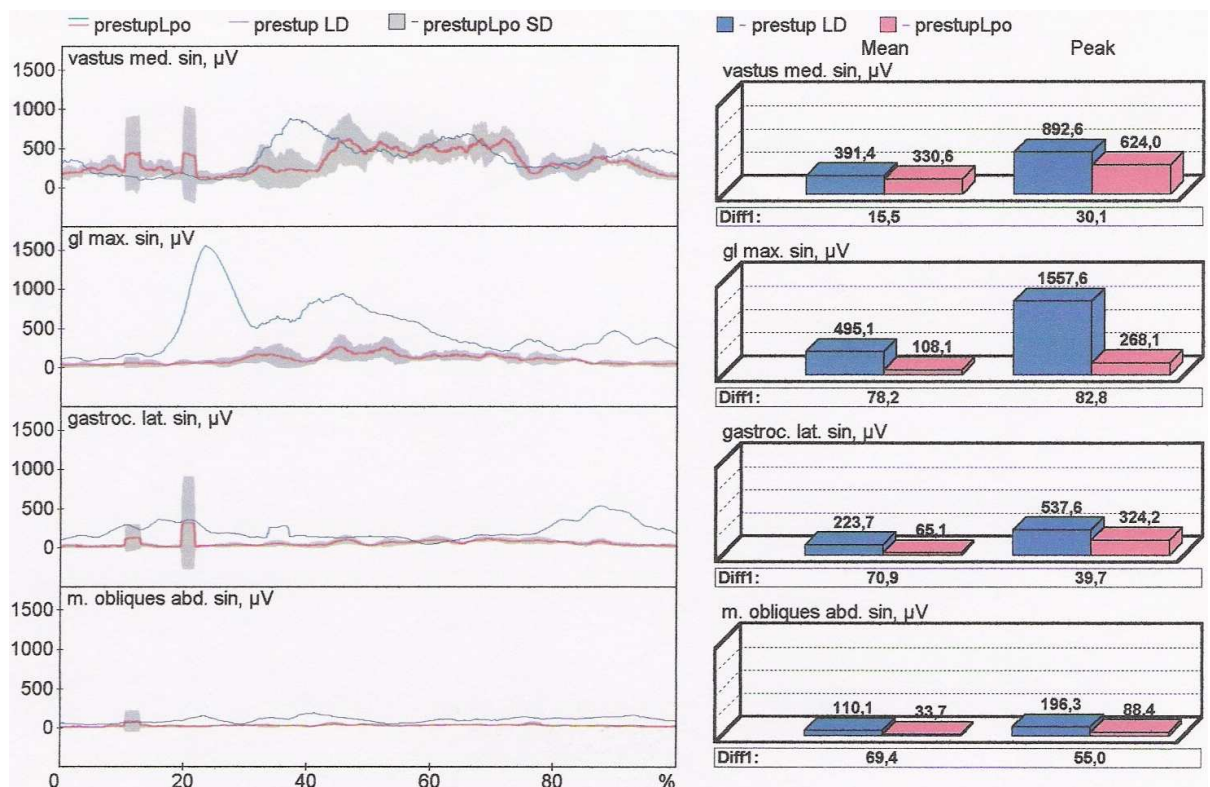 prestupLpo prestup LD - prestupLpo SD
vastus med. sin, µV
1500
1000
500
0
gl max. sin, µV
1500
1000
500
0
gastroc. lat. sin, µV
1500
1000
500
0
m. obliques abd. sin, µV
1500
1000
500
0
0 20 40 60 80 %
- prestup LD - prestupLpo
Mean Peak
vastus med. sin, µV
391,4 330,6 892,6 624,0
Diff1: 15,5 30,1
gl max. sin, µV
495,1 108,1 1557,6 268,1
Diff1: 78,2 82,8
gastroc. lat. sin, µV
223,7 65,1 537,6 324,2
Diff1: 70,9 39,7
m. obliques abd. sin, µV
110,1 33,7 196,3 88,4
Diff1: 69,4 55,0